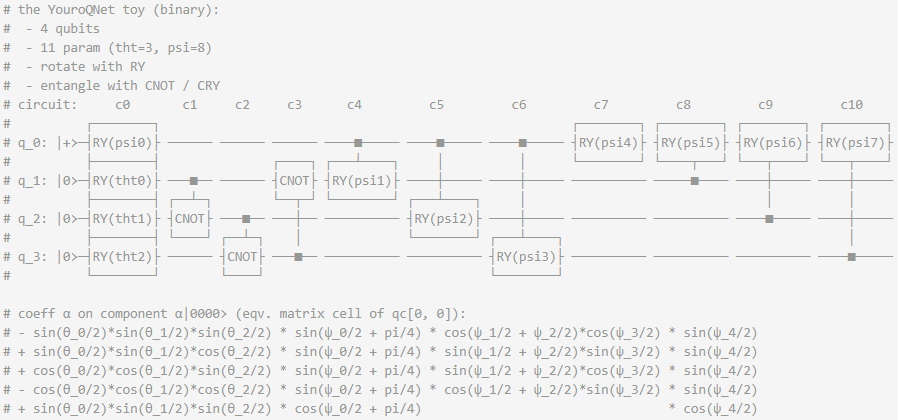 # the YouroQNet toy (binary):
#  - 4 qubits
#  - 11 param (tht=3, psi=8)
#  - rotate with RY
#  - entangle with CNOT / CRY
# circuit:     c0      c1    c2    c3      c4         c5         c6         c7         c8         c9         c10
#
# q_0: |+>─ RY(psi0) ■ ■ ■ RY(psi4) RY(psi5) RY(psi6) RY(psi7)
#
# q_1: |0>─ RY(tht0) ■ CNOT RY(psi1) ■
#
# q_2: |0>─ RY(tht1) CNOT ■ RY(psi2) ■
#
# q_3: |0>─ RY(tht2) CNOT ■ RY(psi3) ■
#
# coeff α on component α|0000> (eqv. matrix cell of qc[0, 0]):
# - sin(θ_0/2)*sin(θ_1/2)*sin(θ_2/2) * sin(ψ_0/2 + pi/4) * cos(ψ_1/2 + ψ_2/2)*cos(ψ_3/2) * sin(ψ_4/2)
# + sin(θ_0/2)*sin(θ_1/2)*cos(θ_2/2) * sin(ψ_0/2 + pi/4) * sin(ψ_1/2 + ψ_2/2)*sin(ψ_3/2) * sin(ψ_4/2)
# + cos(θ_0/2)*cos(θ_1/2)*sin(θ_2/2) * sin(ψ_0/2 + pi/4) * sin(ψ_1/2 + ψ_2/2)*cos(ψ_3/2) * sin(ψ_4/2)
# - cos(θ_0/2)*cos(θ_1/2)*cos(θ_2/2) * sin(ψ_0/2 + pi/4) * cos(ψ_1/2 + ψ_2/2)*sin(ψ_3/2) * sin(ψ_4/2)
# + sin(θ_0/2)*sin(θ_1/2)*sin(θ_2/2) * cos(ψ_0/2 + pi/4)                                 * cos(ψ_4/2)